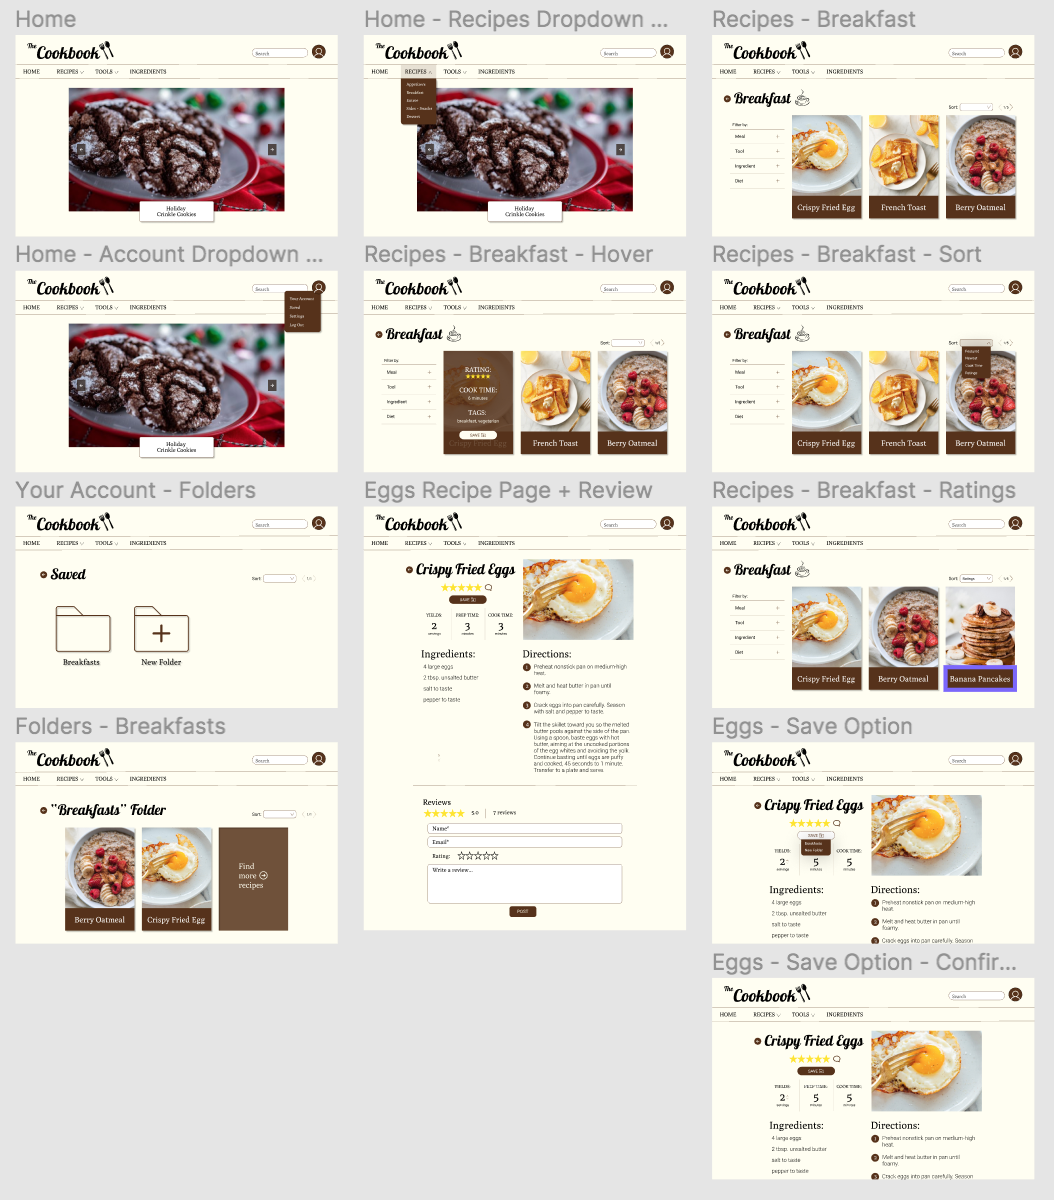 Home
The
Cookbook
Search
HOME
RECIPES
TOOLS
INGREDIENTS
Holiday
Crinkle Cookies
Home - Recipes Dropdown ...
The
Cookbook
Search
HOME
RECIPES
TOOLS
INGREDIENTS
Appetizers
Breakfast
Entrée
Sides + Snacks
Dessert
Holiday
Crinkle Cookies
Recipes - Breakfast
The
Cookbook
Search
HOME
RECIPES
TOOLS
INGREDIENTS
Breakfast
Sort:
1/5
Filter by:
Meal
Tool
Ingredient
Diet
Crispy Fried Egg
French Toast
Berry Oatmeal
Home - Account Dropdown ...
The
Cookbook
Search
HOME
RECIPES
TOOLS
INGREDIENTS
Your Account
Saved
Settings
Log Out
Holiday
Crinkle Cookies
Recipes - Breakfast - Hover
The
Cookbook
Search
HOME
RECIPES
TOOLS
INGREDIENTS
Breakfast
Sort:
1/5
Filter by:
Meal
Tool
Ingredient
Diet
RATING:
COOK TIME:
6 minutes
TAGS:
breakfast, vegetarian
SAVE
Crispy Fried Egg
French Toast
Berry Oatmeal
Recipes - Breakfast - Sort
The
Cookbook
Search
HOME
RECIPES
TOOLS
INGREDIENTS
Breakfast
Sort:
1/5
Featured
Newest
Cook Time
Ratings
Filter by:
Meal
Tool
Ingredient
Diet
Crispy Fried Egg
French Toast
Berry Oatmeal
Your Account - Folders
The
Cookbook
Search
HOME
RECIPES
TOOLS
INGREDIENTS
Saved
Sort:
1/1
Breakfasts
New Folder
Eggs Recipe Page + Review
The
Cookbook
Search
HOME
RECIPES
TOOLS
INGREDIENTS
Crispy Fried Eggs
SAVE
YIELDS:
PREP TIME:
COOK TIME:
2
3
3
servings
minutes
minutes
Ingredients:
4 large eggs
2 tbsp. unsalted butter
salt to taste
pepper to taste
Directions:
1 Preheat nonstick pan on medium-high
heat.
2 Melt and heat butter in pan until
foamy.
3 Crack eggs into pan carefully. Season
with salt and pepper to taste.
4 Tilt the skillet toward you so the melted
butter pools against the side of the pan.
Using a spoon, baste eggs with hot
butter, aiming at the uncooked portions
of the egg whites and avoiding the yolk.
Continue basting until eggs are puffy
and cooked, 45 seconds to 1 minute.
Transfer to a plate and serve.
Reviews
5.0
7 reviews
Name*
Email*
Rating:
Write a review...
POST
Recipes - Breakfast - Ratings
The
Cookbook
Search
HOME
RECIPES
TOOLS
INGREDIENTS
Breakfast
Sort:
Ratings
1/5
Filter by:
Meal
Tool
Ingredient
Diet
Crispy Fried Egg
Berry Oatmeal
Banana Pancakes
Folders - Breakfasts
The
Cookbook
Search
HOME
RECIPES
TOOLS
INGREDIENTS
"Breakfasts" Folder
Sort:
1/1
Berry Oatmeal
Crispy Fried Egg
Find
more
recipes
Eggs - Save Option
The
Cookbook
Search
HOME
RECIPES
TOOLS
INGREDIENTS
Crispy Fried Eggs
SAVE
Breakfasts
New Folder
YIELDS:
COOK TIME:
2
5
5
servings
minutes
minutes
Ingredients:
4 large eggs
2 tbsp. unsalted butter
salt to taste
pepper to taste
Directions:
1 Preheat nonstick pan on medium-high
heat.
2 Melt and heat butter in pan until
foamy.
3 Crack eggs into pan carefully. Season
Eggs - Save Option - Confir...
The
Cookbook
Search
HOME
RECIPES
TOOLS
INGREDIENTS
Crispy Fried Eggs
SAVE
YIELDS:
PREP TIME:
COOK TIME:
2
5
5
servings
minutes
minutes
Ingredients:
4 large eggs
2 tbsp. unsalted butter
salt to taste
pepper to taste
Directions:
1 Preheat nonstick pan on medium-high
heat.
2 Melt and heat butter in pan until
foamy.
3 Crack eggs into pan carefully. Season